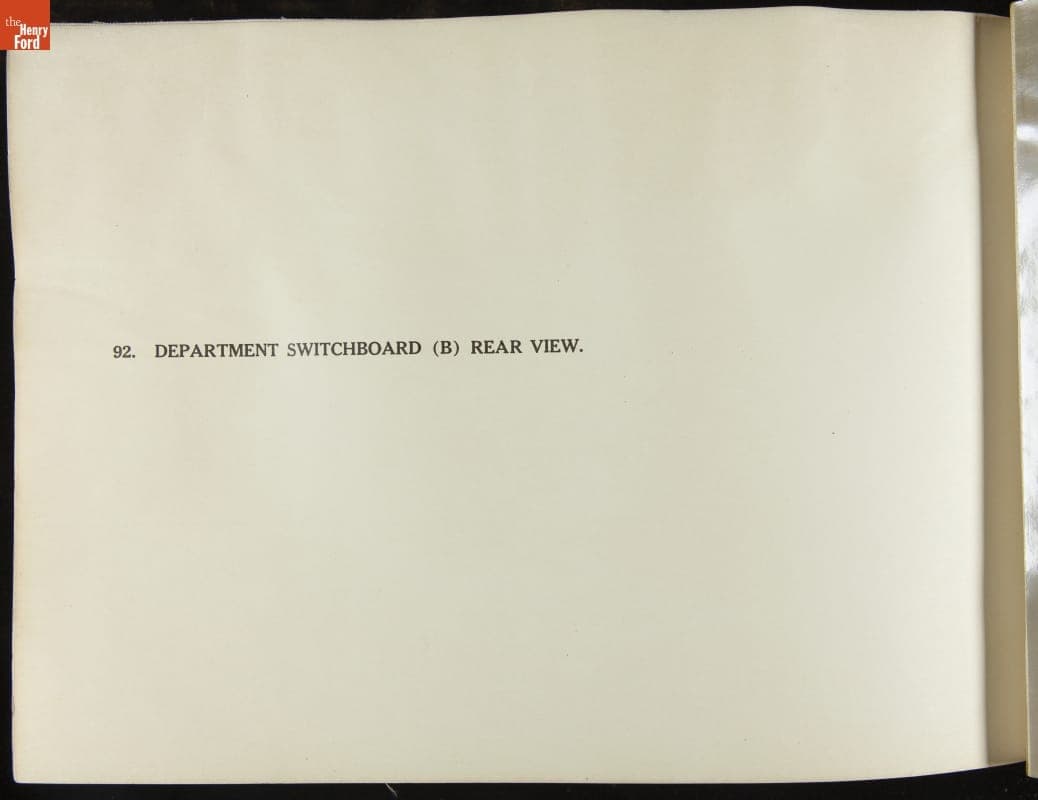 the
Henry
Ford
92. DEPARTMENT SWITCHBOARD (B) REAR VIEW.